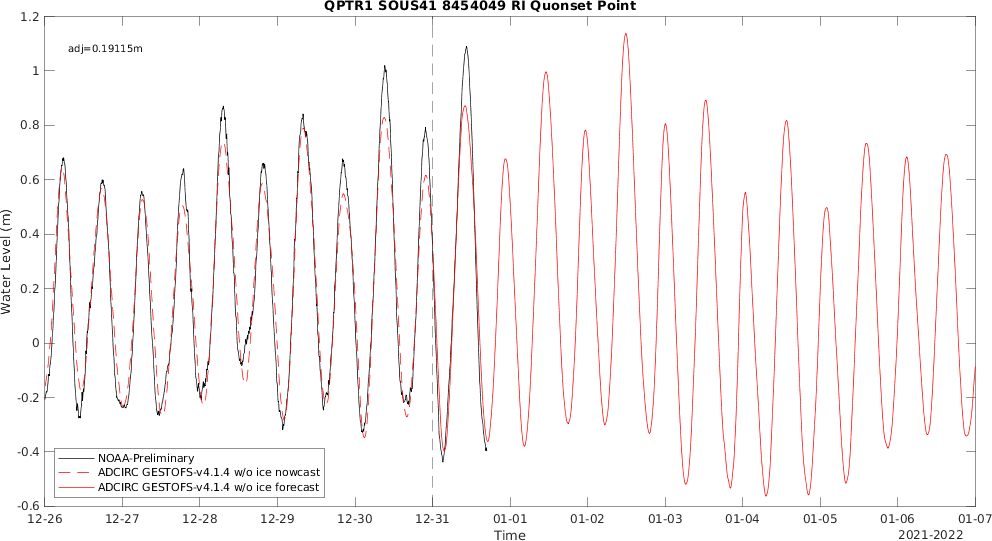 QPTR1 SOUS41 8454049 RI Quonset Point
adj=0.19115m
Water Level (m)
1.2
1
0.8
0.6
0.4
0.2
0
-0.2
-0.4
-0.6
NOAA-Preliminary
ADCIRC GESTOFS-v4.1.4 w/o ice nowcast
ADCIRC GESTOFS-v4.1.4 w/o ice forecast
12-26 12-27 12-28 12-29 12-30 12-31 01-01 01-02 01-03 01-04 01-05 01-06 01-07
Time
2021-2022